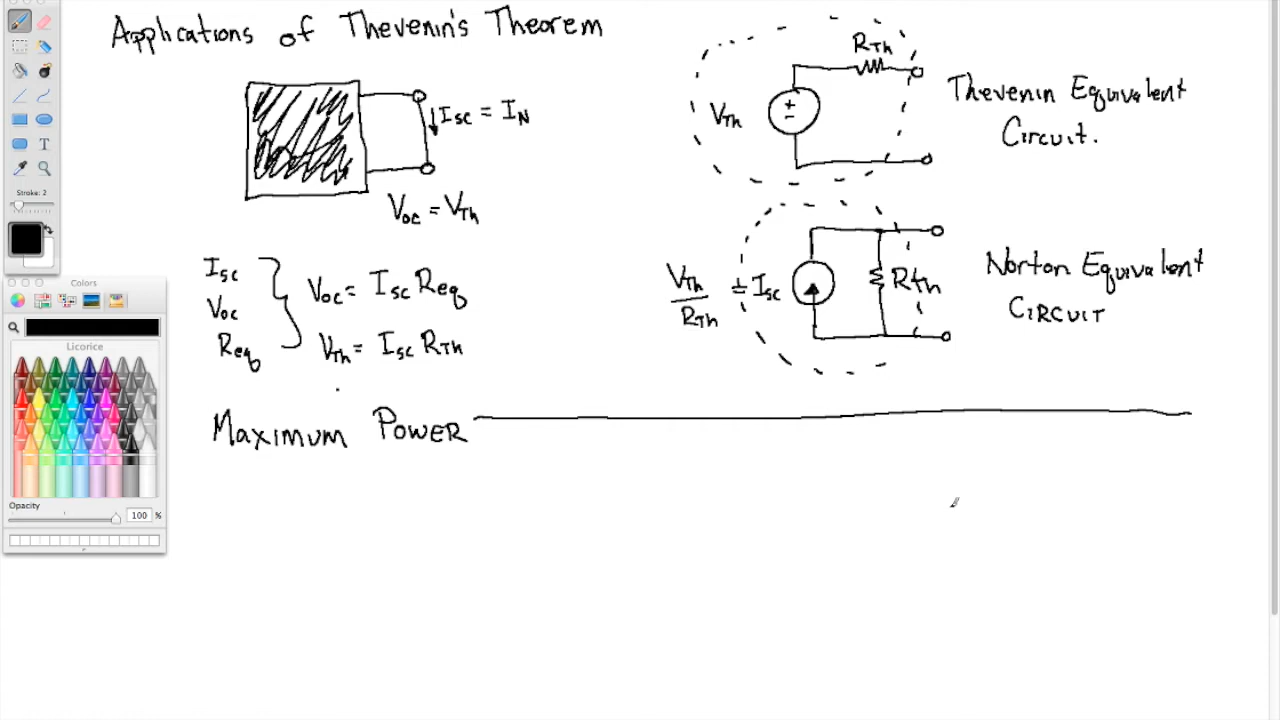 Applications of Thevenin's Theorem
Isc = IN
Voc = VTh
Isc
Voc
Req
Voc = Isc Req
VTh = Isc RTh
RTh
VTh
+
-
Thevenin Equivalent
Circuit.
VTh
RTh
= Isc
Rth
Norton Equivalent
CIRCUIT
Maximum Power
Stroke: 2
Colors
Licorice
Opacity
100 %
T